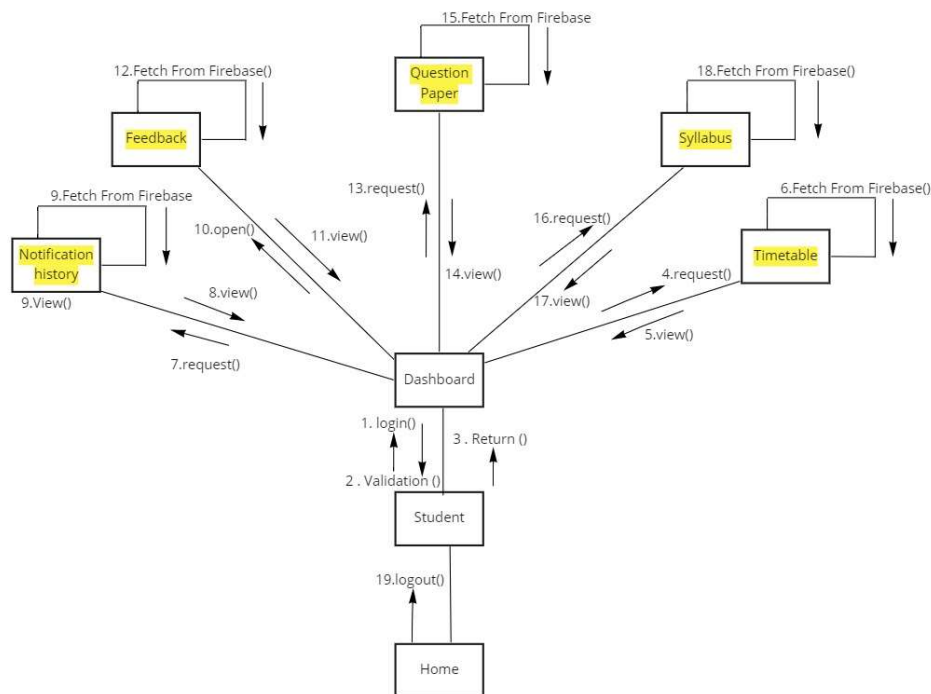 15.Fetch From Firebase
12.Fetch From Firebase()
Question
Paper
18.Fetch From Firebase()
Feedback
Syllabus
9.Fetch From Firebase
13.request()
6.Fetch From Firebase()
10.open()
11.view()
16.request()
Notification
history
Timetable
14.view()
4.request()
9.View()
8.view()
17.view()
7.request()
5.view()
Dashboard
1. login()
3 . Return ()
2 . Validation ()
Student
19.logout()
Home